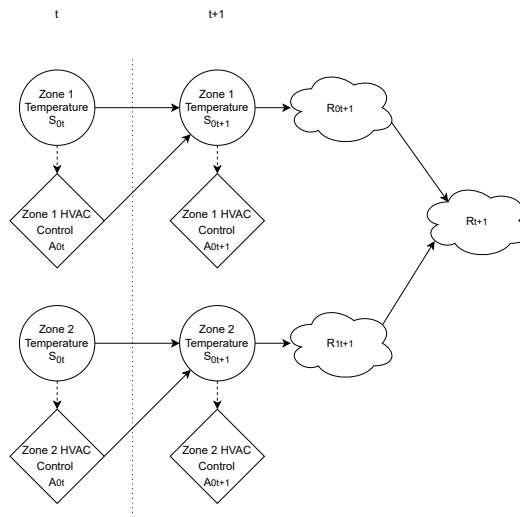 t
t+1
Zone 1
Temperature
S0t
Zone 1
Temperature
S0t+1
R0t+1
Zone 1 HVAC
Control
A0t
Zone 1 HVAC
Control
A0t+1
Rt+1
Zone 2
Temperature
S0t
Zone 2
Temperature
S0t+1
R1t+1
Zone 2 HVAC
Control
A0t
Zone 2 HVAC
Control
A0t+1